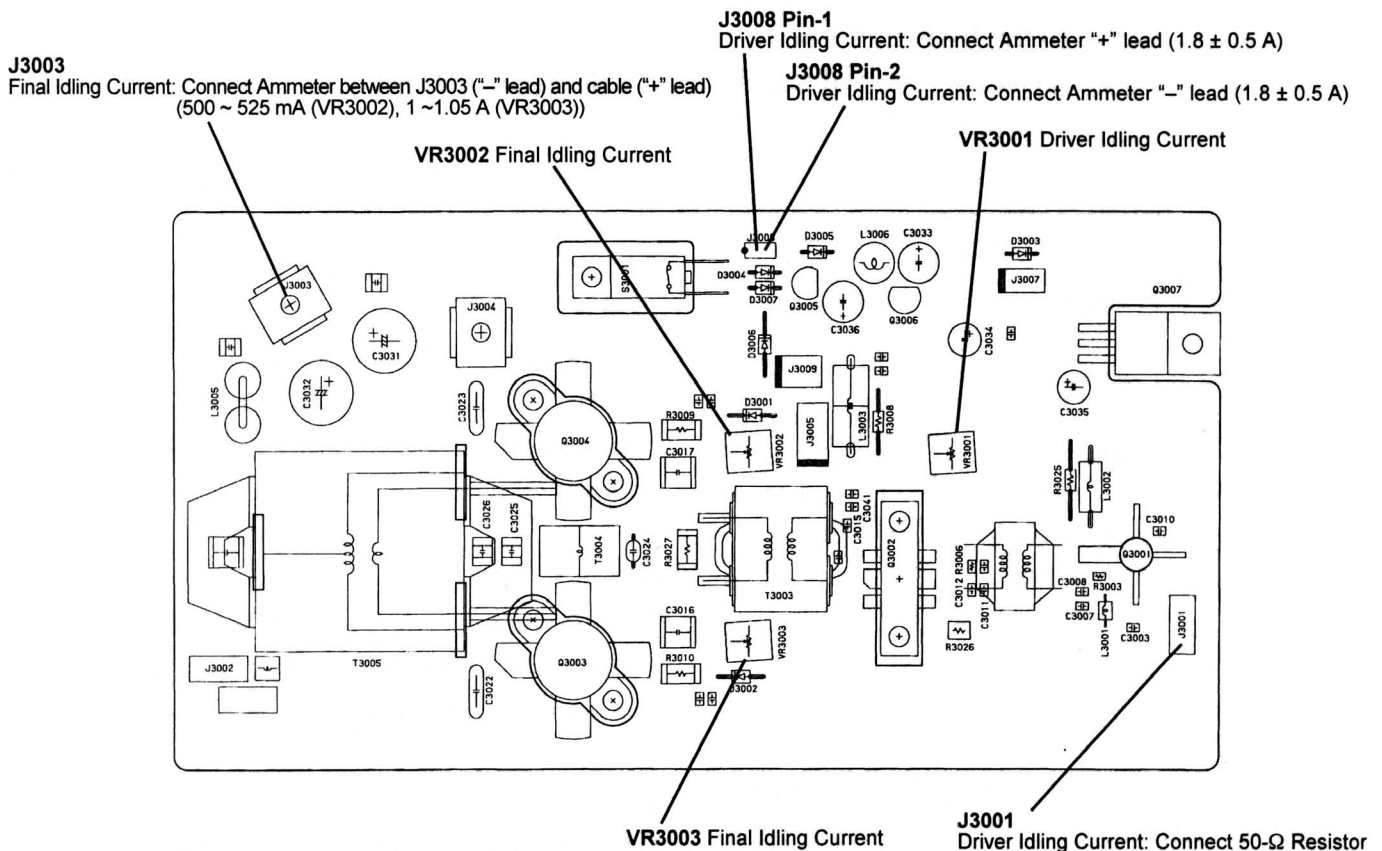 J3008 Pin-1
Driver Idling Current: Connect Ammeter “+” lead (1.8 ± 0.5 A)
J3003
Final Idling Current: Connect Ammeter between J3003 (“–” lead) and cable (“+” lead)
(500 ~ 525 mA (VR3002), 1 ~1.05 A (VR3003))
J3008 Pin-2
Driver Idling Current: Connect Ammeter “–” lead (1.8 ± 0.5 A)
VR3002 Final Idling Current
VR3001 Driver Idling Current
J3003
S3001
D3005
L3006
C3033
D3003
D3004
D3007
Q3005
C3036
Q3006
J3007
Q3007
J3004
C3031
C3032
L3005
C3023
D3006
J3009
C3034
C3035
Q3004
R3009
C3017
D3001
VR3002
J3005
L3003
R3008
VR3001
R3025
L3002
C3026
C3025
T3004
C3024
R3027
T3003
C3015
C3041
Q3002
R3006
C3012
C3011
C3010
Q3001
R3003
C3008
C3007
L3001
C3003
J3001
R3026
C3016
R3010
VR3003
D3002
Q3003
C3022
T3005
J3002
VR3003 Final Idling Current
J3001
Driver Idling Current: Connect 50-Ω Resistor